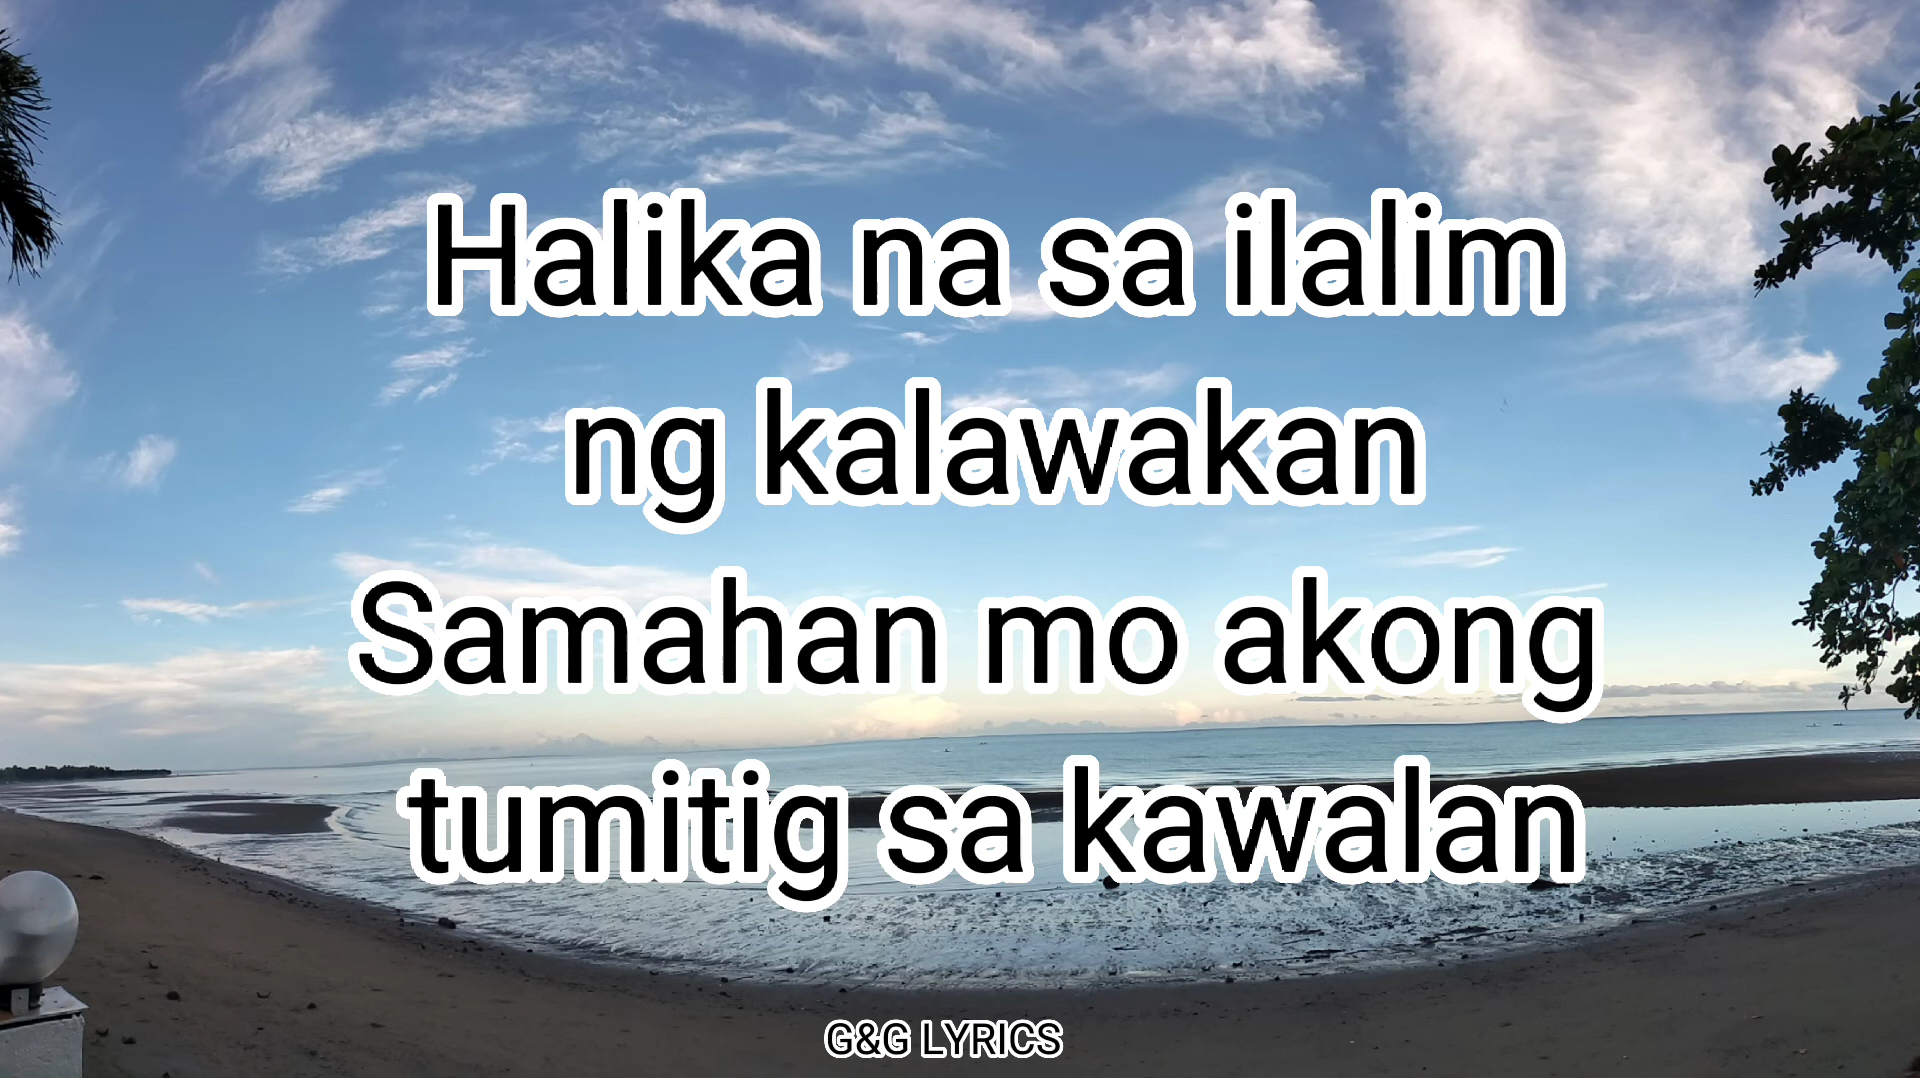 Halika na sa ilalim
ng kalawakan
Samahan mo akong
tumitig sa kawalan
G&G LYRICS